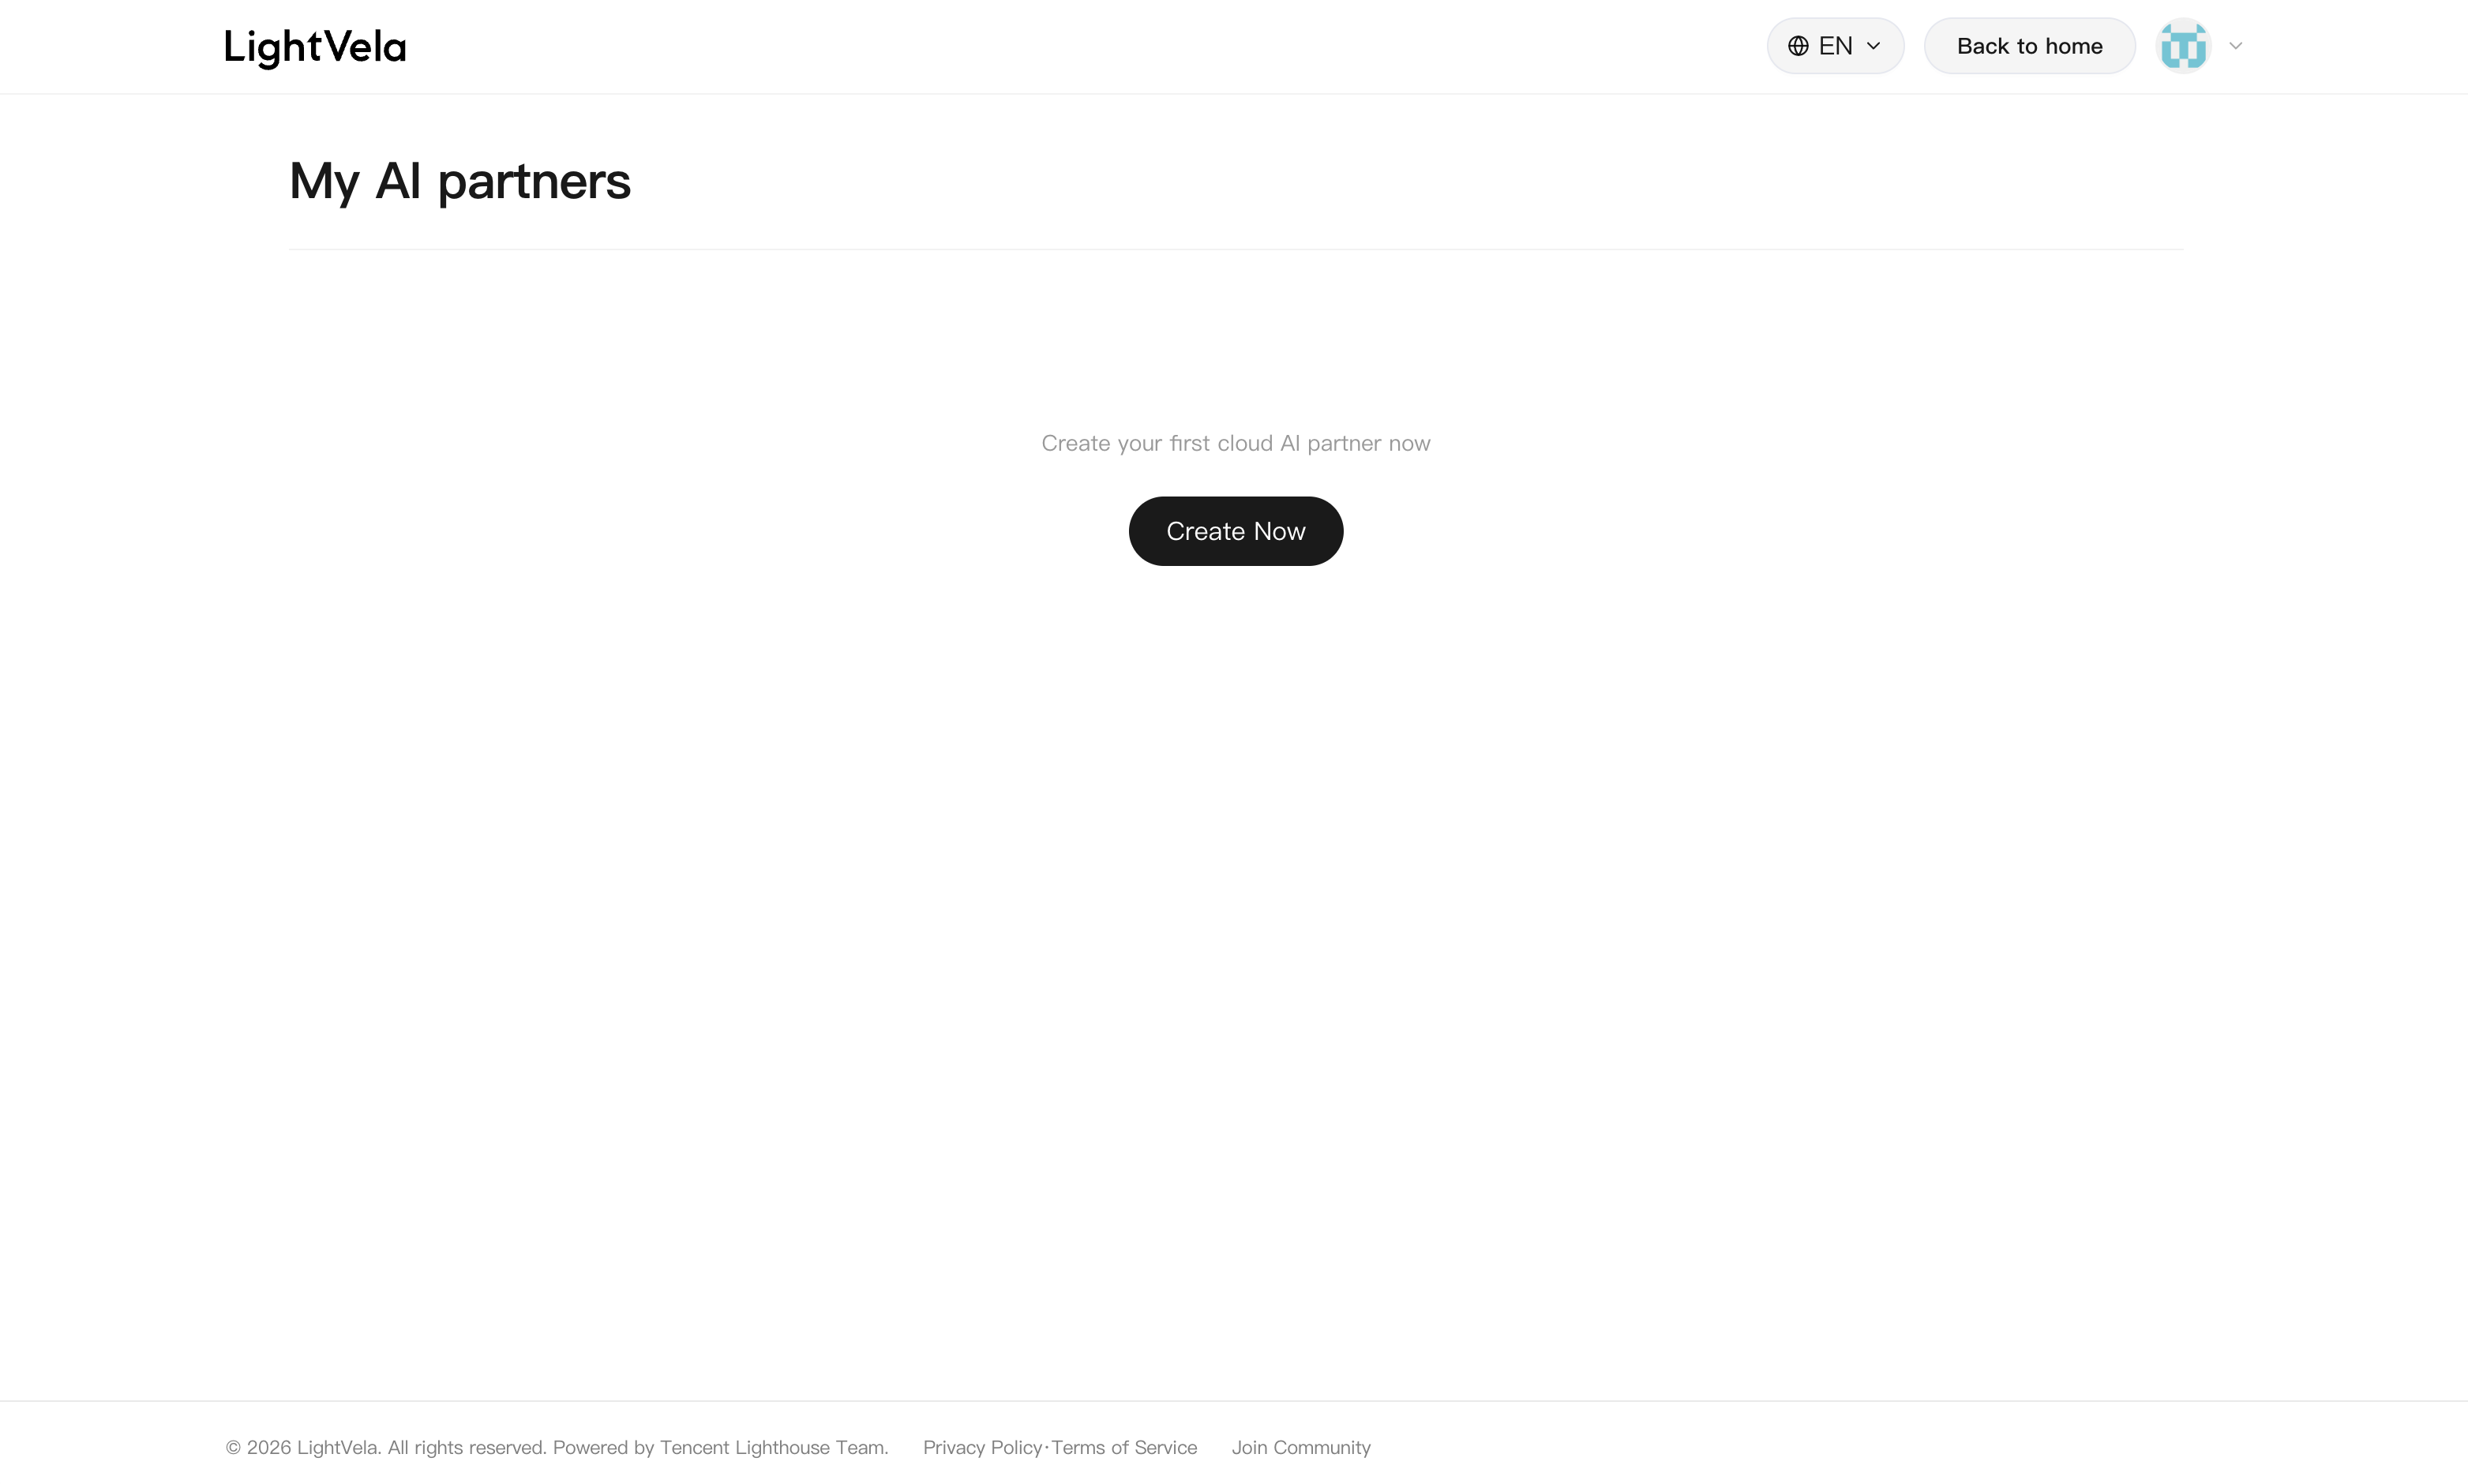 LightVela
EN
Back to home
My AI partners
Create your first cloud AI partner now
Create Now
© 2026 LightVela. All rights reserved. Powered by Tencent Lighthouse Team. Privacy Policy·Terms of Service Join Community